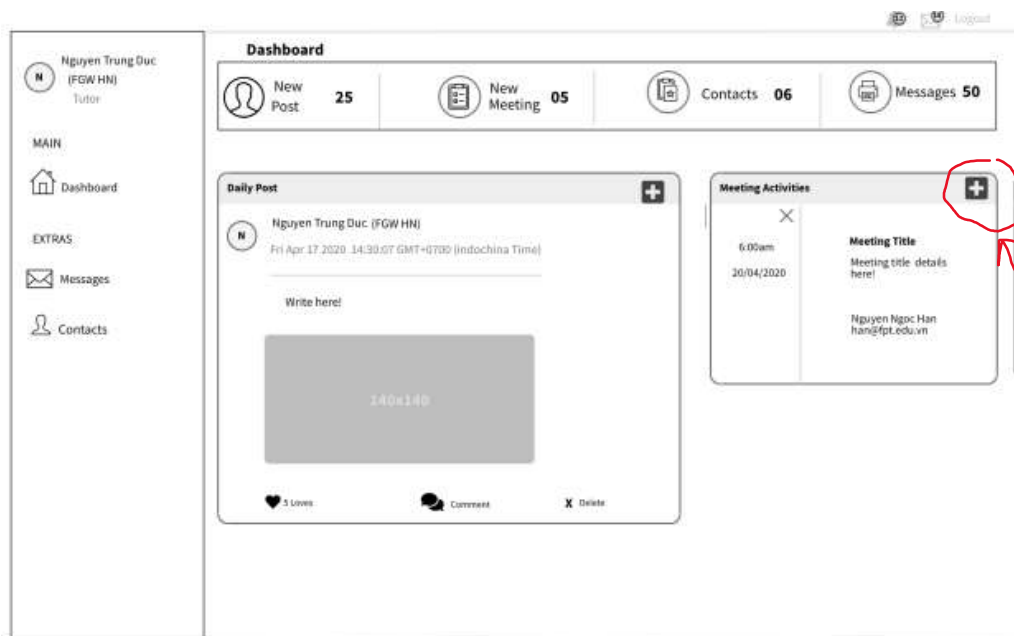 Logout
Nguyen Trung Duc
(FGW HN)
N
Tutor
MAIN
Dashboard
EXTRAS
Messages
Contacts
Dashboard
New
Post
25
New
Meeting
05
Contacts 06
Messages 50
Daily Post
N
Nguyen Trung Duc (FGW HN)
Fri Apr 17 2020 14:30:07 GMT+0700 (Indochina Time)
Write here!
140x140
5 Loves
Comment
X Delete
Meeting Activities
6:00am
20/04/2020
Meeting Title
Meeting title details
here!
Nguyen Ngoc Han
han@fpt.edu.vn